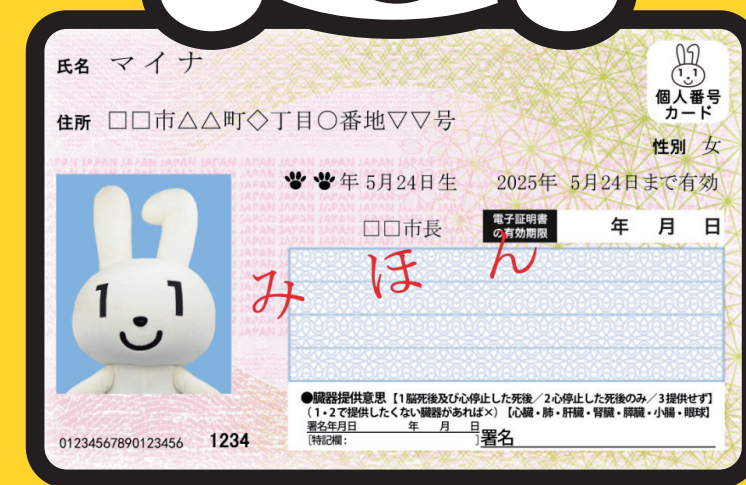 氏名 マイナ
個人番号
カード
住所 □□市△△町◇丁目○番地▽▽号
性別 女
年 5月24日生 2025年 5月24日まで有効
□□市長 電子証明書
の有効期限 年 月 日
みほん
●臓器提供意思【1脳死後及び心停止した死後／2心停止した死後のみ／3提供せず】
（1・2で提供したくない臓器があれば×）【心臓・肺・肝臓・腎臓・膵臓・小腸・眼球】
署名年月日 年 月 日
[特記欄： ]署名
01234567890123456 1234